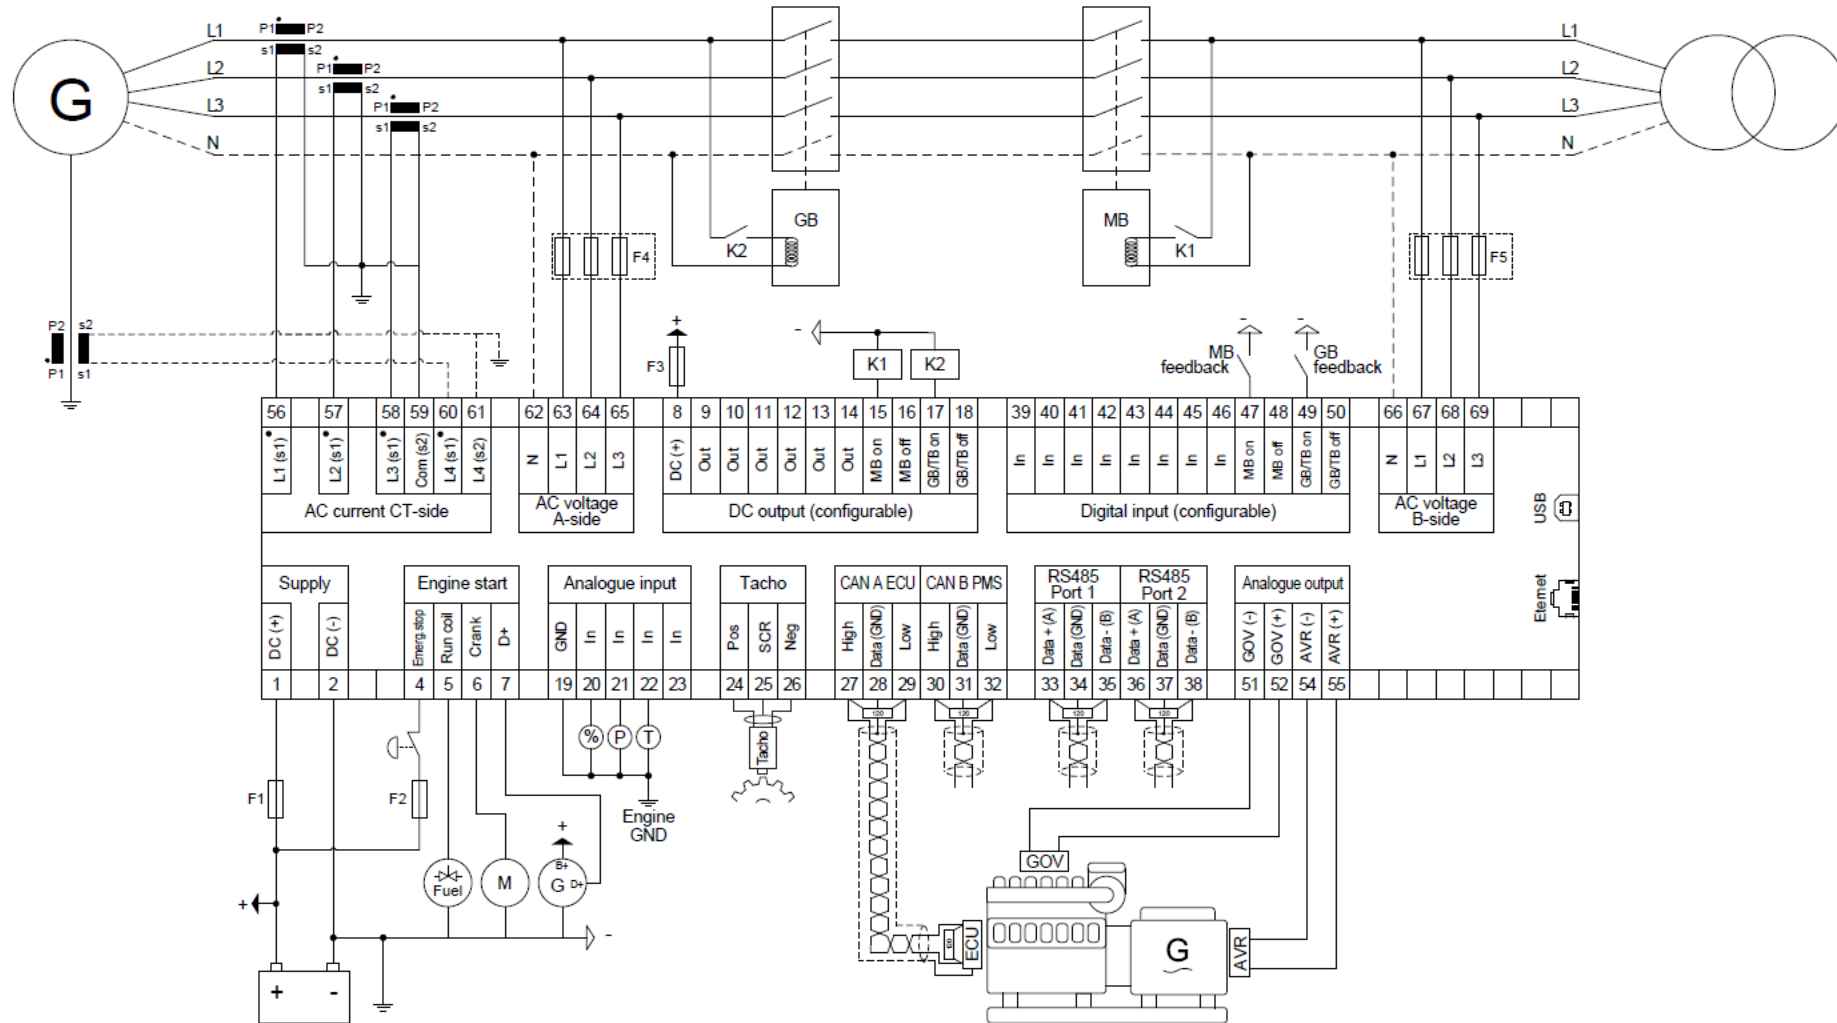 L1
P1 P2
s1 s2
L2
P1 P2
s1 s2
L3
P1 P2
s1 s2
N
G
L1
L2
L3
N
GB
K2
MB
K1
F4
F5
P2 s2
P1 s1
+
F3
-
K1
K2
-
MB
feedback
-
GB
feedback
56 57 58 59 60 61 62 63 64 65 8 9 10 11 12 13 14 15 16 17 18 39 40 41 42 43 44 45 46 47 48 49 50 66 67 68 69
L1 (s1)
L2 (s1)
L3 (s1)
Com (s2)
L4 (s1)
L4 (s2)
N
L1
L2
L3
DC (+)
Out
Out
Out
Out
Out
Out
MB on
MB off
GB/TB on
GB/TB off
In
In
In
In
In
In
In
In
MB on
MB off
GB/TB on
GB/TB off
N
L1
L2
L3
AC current CT-side
AC voltage
A-side
DC output (configurable)
Digital input (configurable)
AC voltage
B-side
USB
Eternet
Supply
Engine start
Analogue input
Tacho
CAN A ECU
CAN B PMS
RS485
Port 1
RS485
Port 2
Analogue output
DC (+)
DC (-)
Emerg.stop
Run coil
Crank
D+
GND
In
In
In
In
Pos
SCR
Neg
High
Data (GND)
Low
High
Data (GND)
Low
Data + (A)
Data (GND)
Data - (B)
Data + (A)
Data (GND)
Data - (B)
GOV (-)
GOV (+)
AVR (-)
AVR (+)
1 2 4 5 6 7 19 20 21 22 23 24 25 26 27 28 29 30 31 32 33 34 35 36 37 38 51 52 54 55
120
120
120
120
% P T
Tacho
F1
F2
Engine
GND
+
B+
G D+
Fuel
M
+
-
GOV
120
ECU
G
AVR
+ -